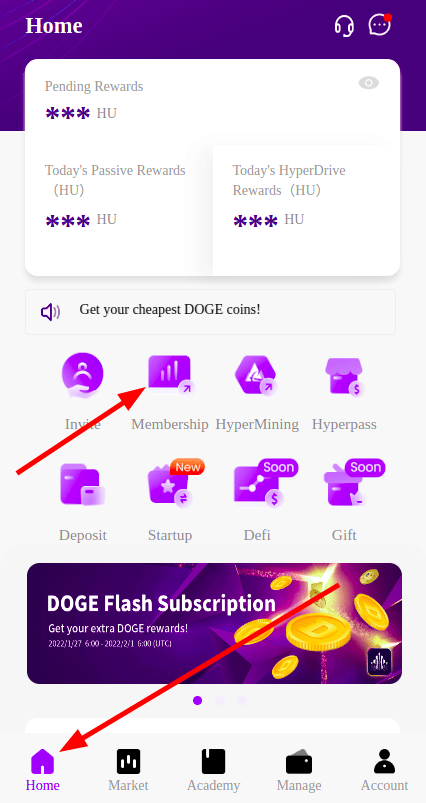 Home
Pending Rewards
*** HU
Today's Passive Rewards
（HU）
*** HU
Today's HyperDrive
Rewards（HU）
*** HU
Get your cheapest DOGE coins!
Invite Membership HyperMining Hyperpass
New Soon Soon
Deposit Startup Defi Gift
DOGE Flash Subscription
Get your extra DOGE rewards!
2022/1/27 6:00 - 2022/2/1 6:00 (UTC)
Home Market Academy Manage Account